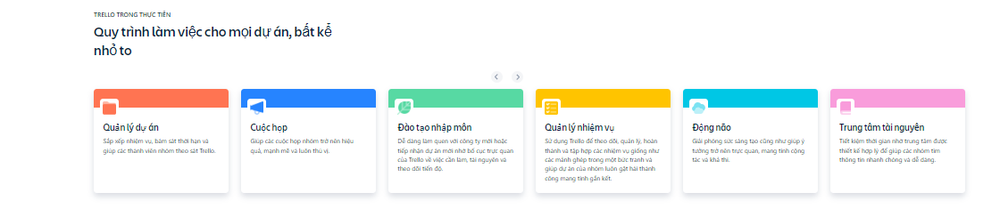 TRELLO TRONG THỰC TIỄN
Quy trình làm việc cho mọi dự án, bất kể
nhỏ to
Quản lý dự án
Sắp xếp nhiệm vụ, bám sát thời hạn và
giúp các thành viên nhóm theo sát Trello.
Cuộc họp
Giúp các cuộc họp nhóm trở nên hiệu
quả, mạnh mẽ và luôn thú vị.
Đào tạo nhập môn
Dễ dàng làm quen với công ty mới hoặc
tiếp nhận dự án mới nhờ bố cục trực quan
của Trello về việc cần làm, tài nguyên và
theo dõi tiến độ.
Quản lý nhiệm vụ
Sử dụng Trello để theo dõi, quản lý, hoàn
thành và tập hợp các nhiệm vụ giống như
các mảnh ghép trong một bức tranh và
giúp dự án của nhóm luôn gặt hái thành
công mang tính gắn kết.
Động não
Giải phóng sức sáng tạo cũng như giúp ý
tưởng trở nên trực quan, mang tính cộng
tác và khả thi.
Trung tâm tài nguyên
Tiết kiệm thời gian nhờ trung tâm được
thiết kế hợp lý để giúp các nhóm tìm
thông tin nhanh chóng và dễ dàng.